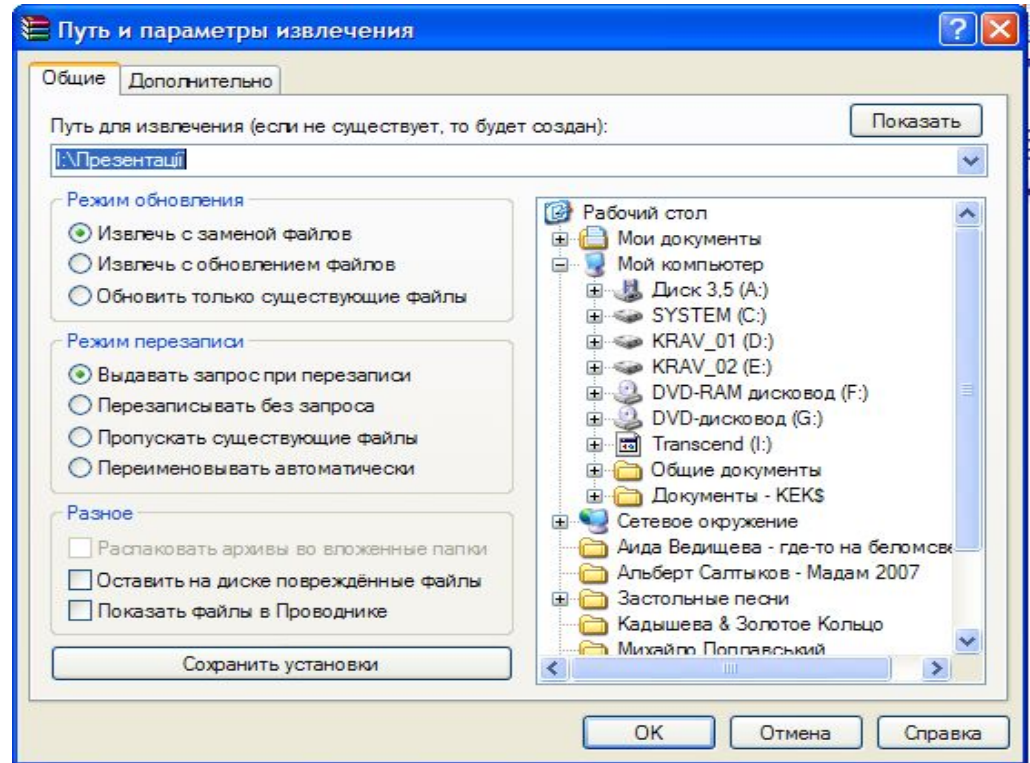 Путь и параметры извлечения
Общие
Дополнительно
Путь для извлечения (если не существует, то будет создан):
Показать
I:\Презентації
Режим обновления
Извлечь с заменой файлов
Извлечь с обновлением файлов
Обновить только существующие файлы
Режим перезаписи
Выдавать запрос при перезаписи
Перезаписывать без запроса
Пропускать существующие файлы
Переименовывать автоматически
Разное
Распаковать архивы во вложенные папки
Оставить на диске повреждённые файлы
Показать файлы в Проводнике
Сохранить установки
Рабочий стол
Мои документы
Мой компьютер
Диск 3,5 (A:)
SYSTEM (C:)
KRAV_01 (D:)
KRAV_02 (E:)
DVD-RAM дисковод (F:)
DVD-дисковод (G:)
Transcend (I:)
Общие документы
Документы - KEK$
Сетевое окружение
Аида Ведищева - где-то на беломсве
Альберт Салтыков - Мадам 2007
Застольные песни
Кадышева & Золотое Кольцо
Михайло Поплавський
OK
Отмена
Справка